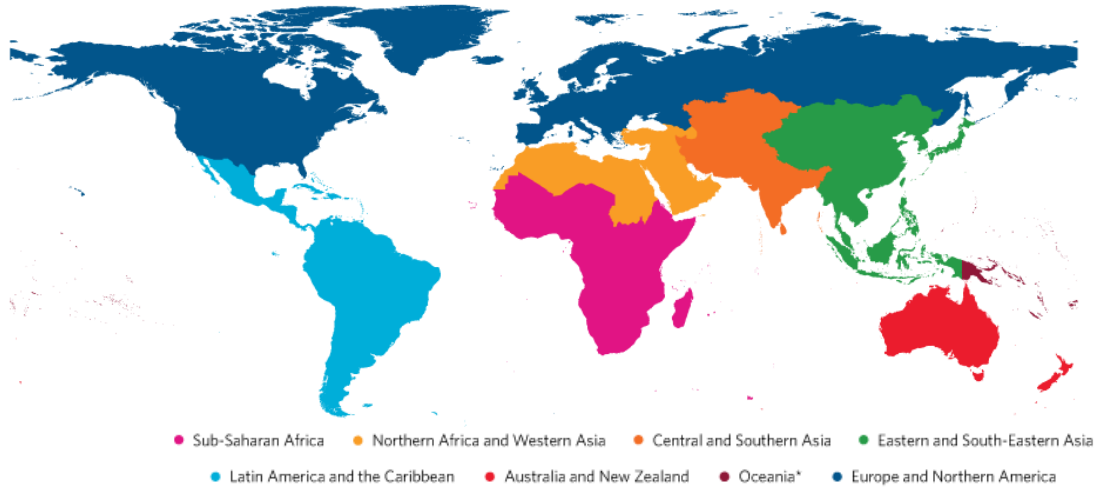 Sub-Saharan Africa Northern Africa and Western Asia Central and Southern Asia Eastern and South-Eastern Asia
Latin America and the Caribbean Australia and New Zealand Oceania* Europe and Northern America